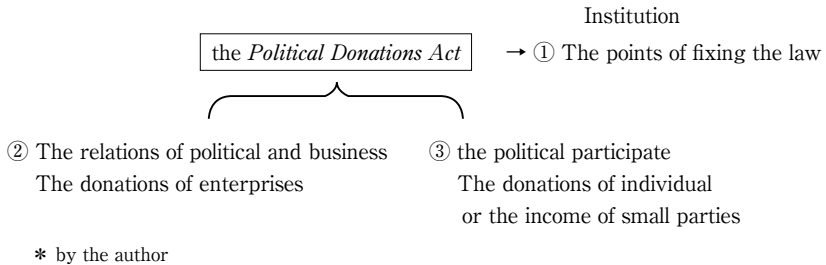 Institution
the Political Donations Act → ① The points of fixing the law
② The relations of political and business
The donations of enterprises
③ the political participate
The donations of individual
or the income of small parties
* by the author